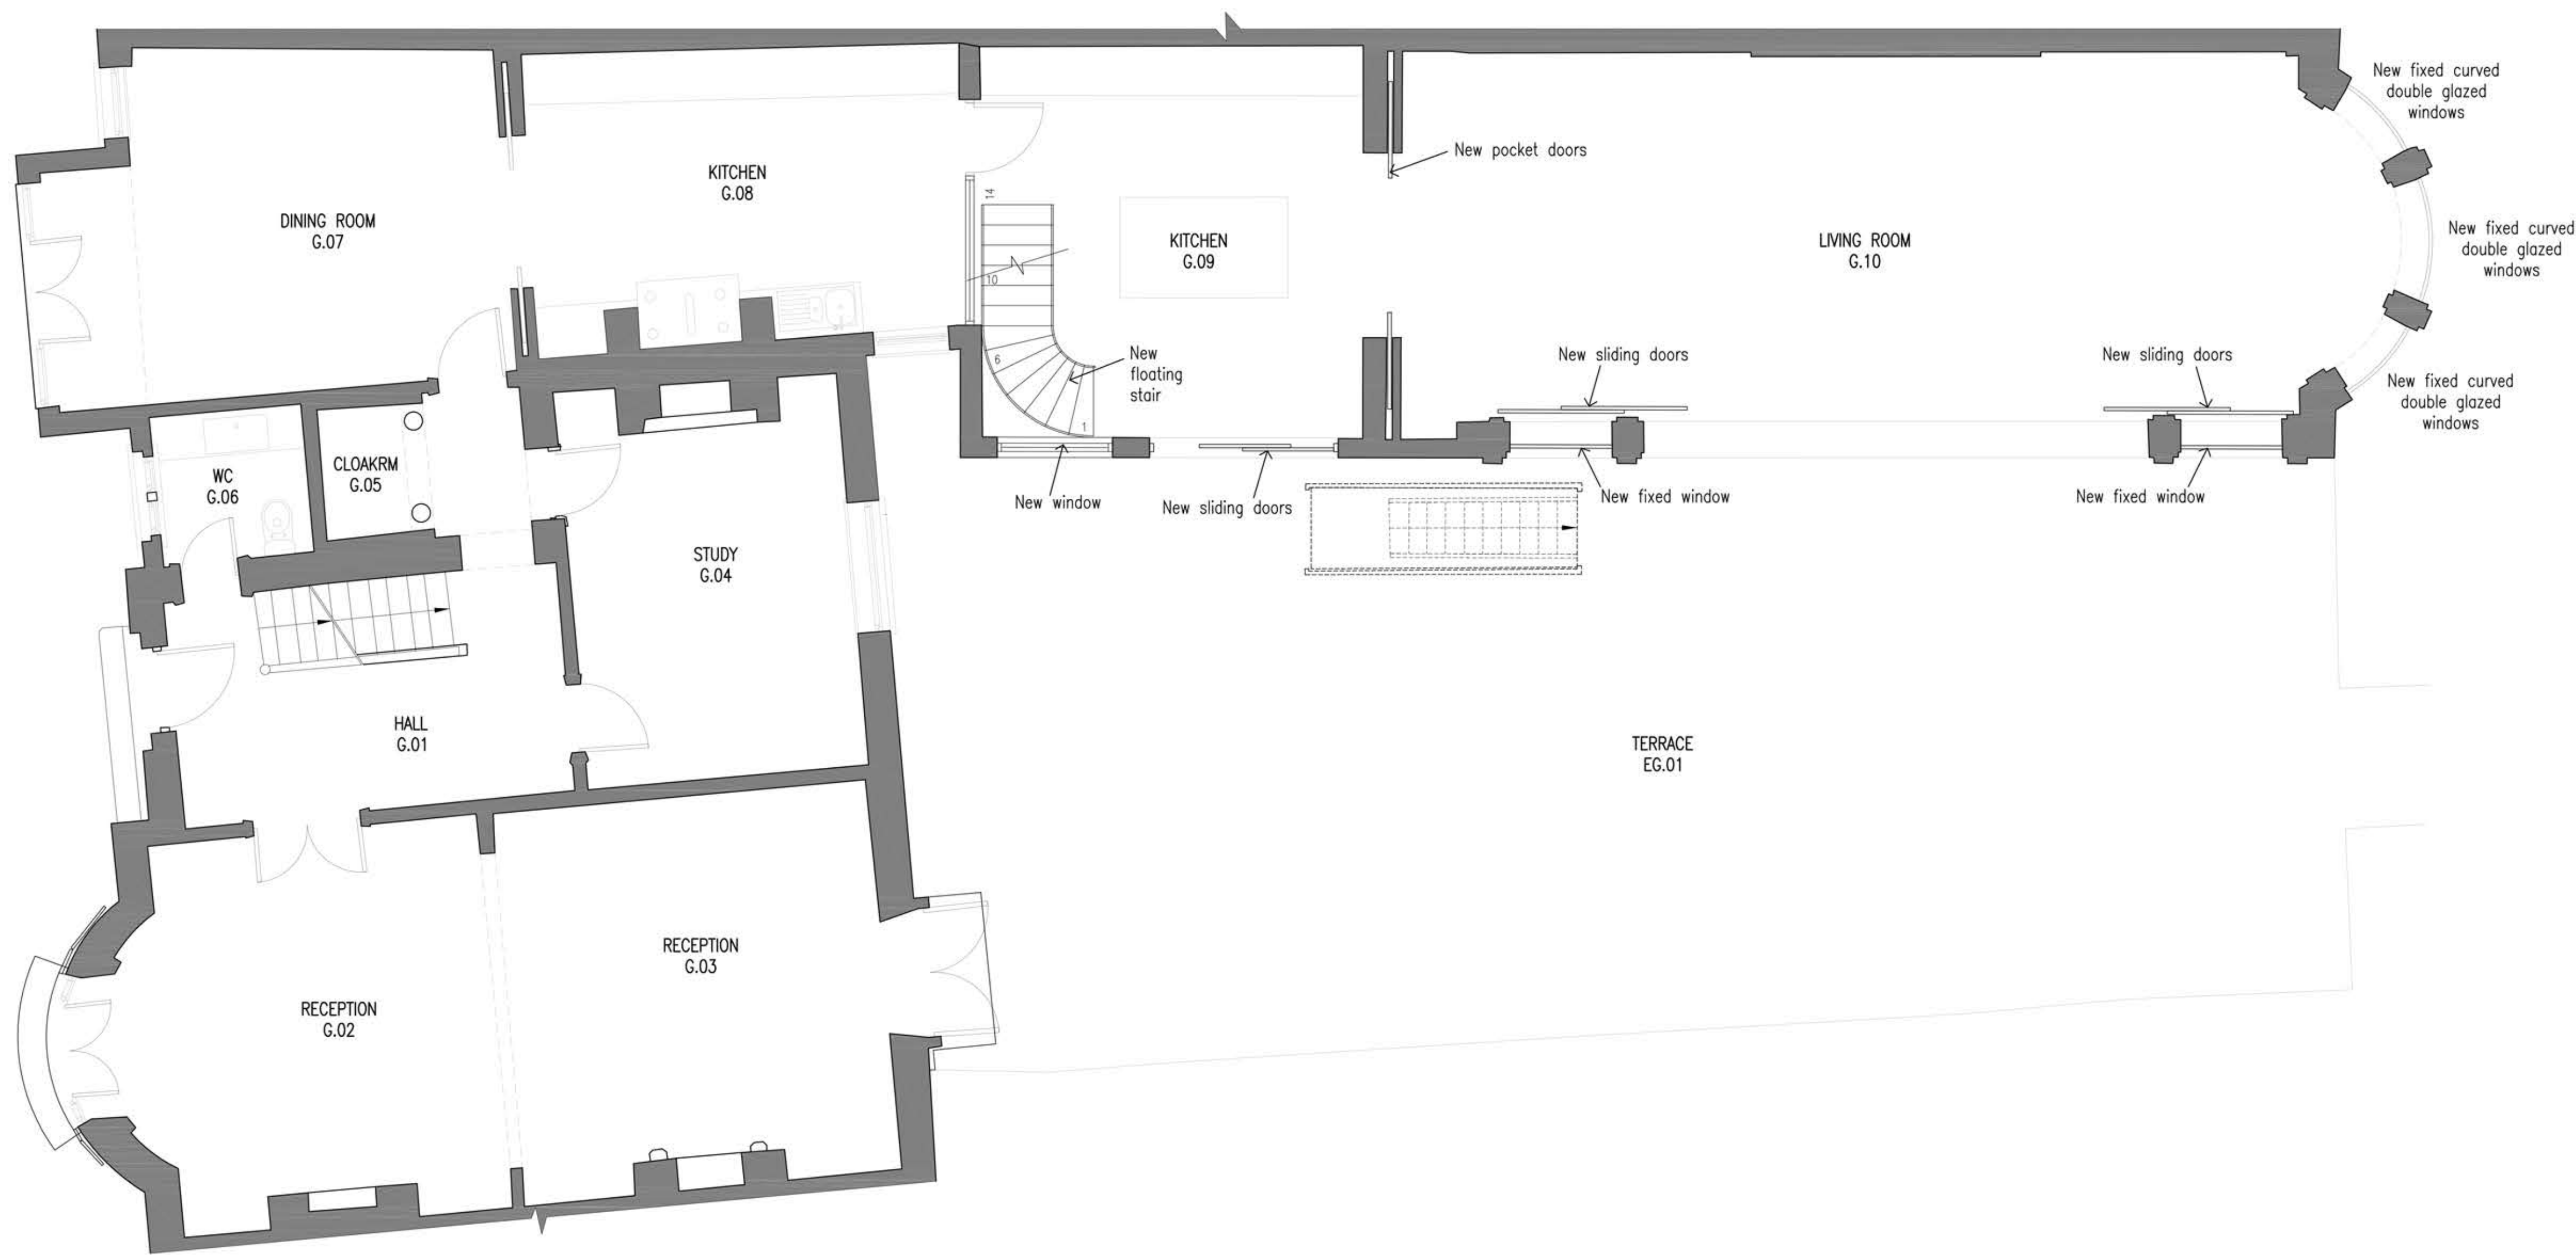 New fixed curved
double glazed
windows
New pocket doors
KITCHEN
G.08
DINING ROOM
G.07
14
10
6
1
KITCHEN
G.09
LIVING ROOM
G.10
New fixed curved
double glazed
windows
New
floating
stair
New sliding doors
New sliding doors
New fixed curved
double glazed
windows
WC
G.06
CLOAKRM
G.05
New window
New sliding doors
New fixed window
New fixed window
STUDY
G.04
HALL
G.01
TERRACE
EG.01
RECEPTION
G.03
RECEPTION
G.02